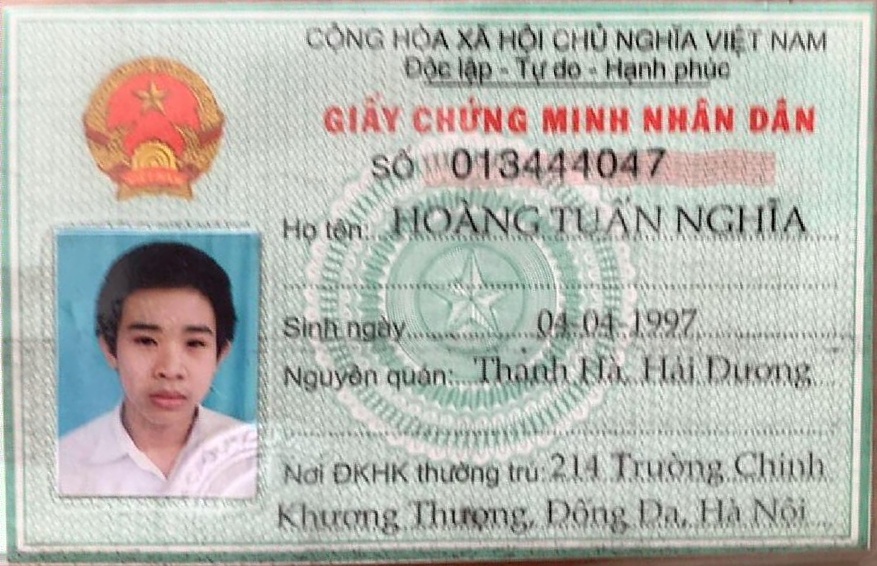 CỘNG HÒA XÃ HỘI CHỦ NGHĨA VIỆT NAM
Độc lập - Tự do - Hạnh phúc
GIẤY CHỨNG MINH NHÂN DÂN
SỐ 013444047
Họ tên: HOÀNG TUẤN NGHĨA
Sinh ngày 04-04-1997
Nguyên quán: Thanh Hà, Hải Dương
Nơi ĐKHK thường trú: 214 Trường Chinh
Khương Thượng, Đống Đa, Hà Nội